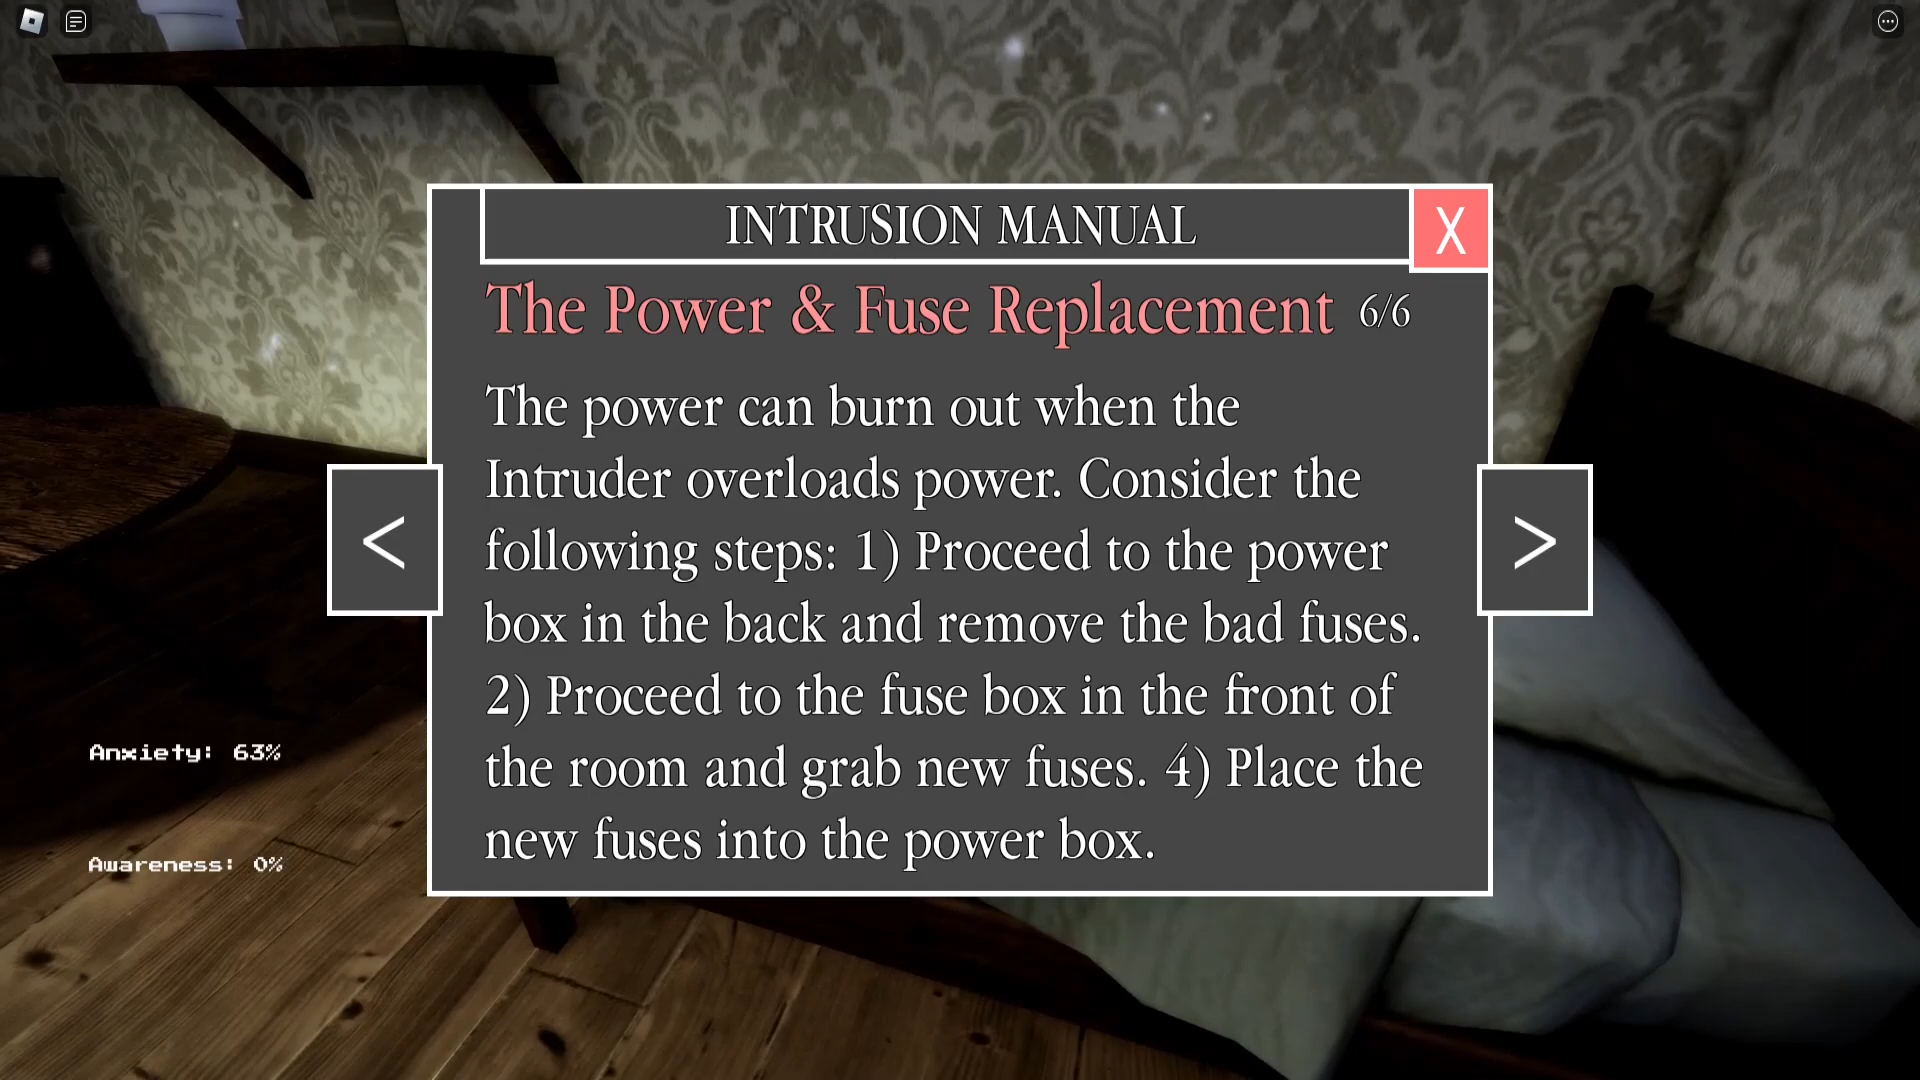 INTRUSION MANUAL
X
The Power & Fuse Replacement 6/6
The power can burn out when the
Intruder overloads power. Consider the
following steps: 1) Proceed to the power
box in the back and remove the bad fuses.
2) Proceed to the fuse box in the front of
the room and grab new fuses. 4) Place the
new fuses into the power box.
<
>
Anxiety: 63%
Awareness: 0%